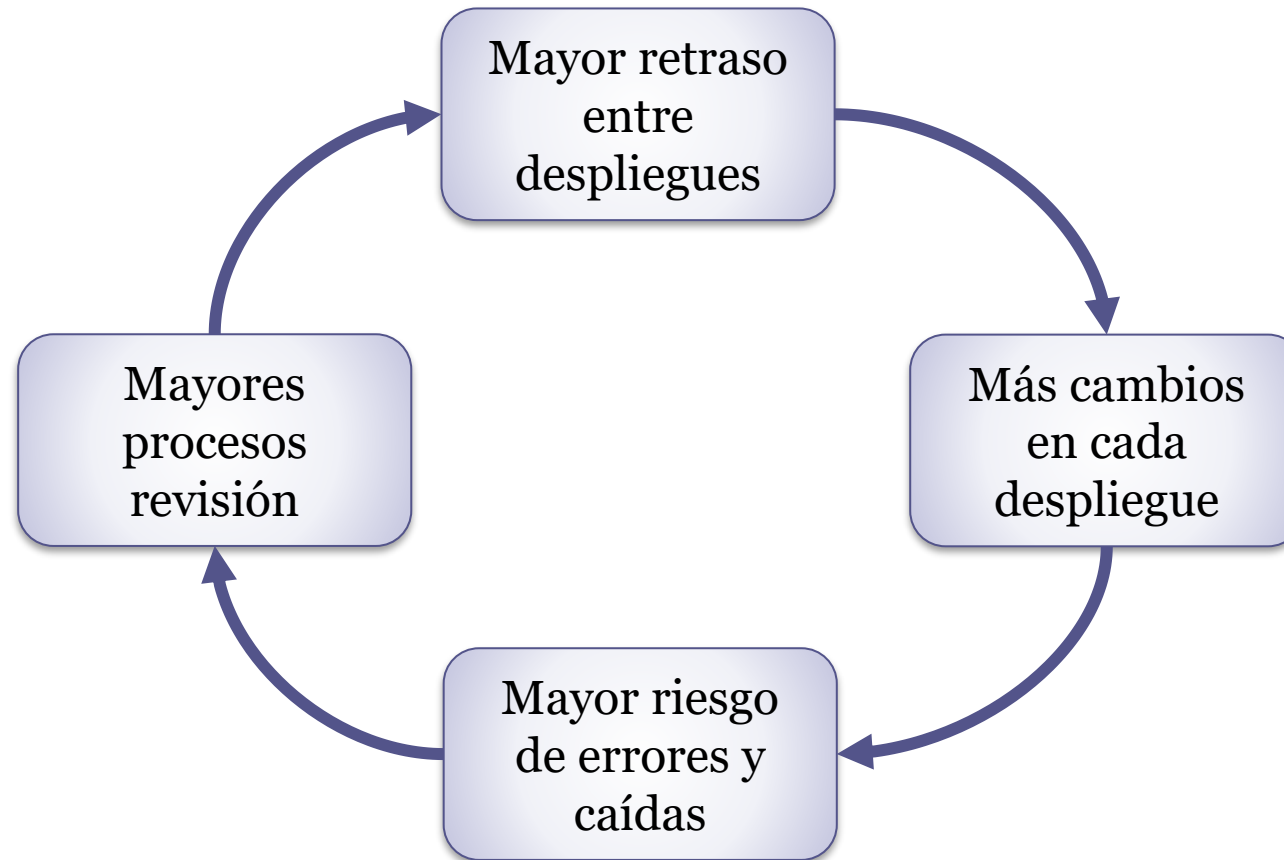 Mayor retraso
entre
despliegues
Más cambios
en cada
despliegue
Mayor riesgo
de errores y
caídas
Mayores
procesos
revisión